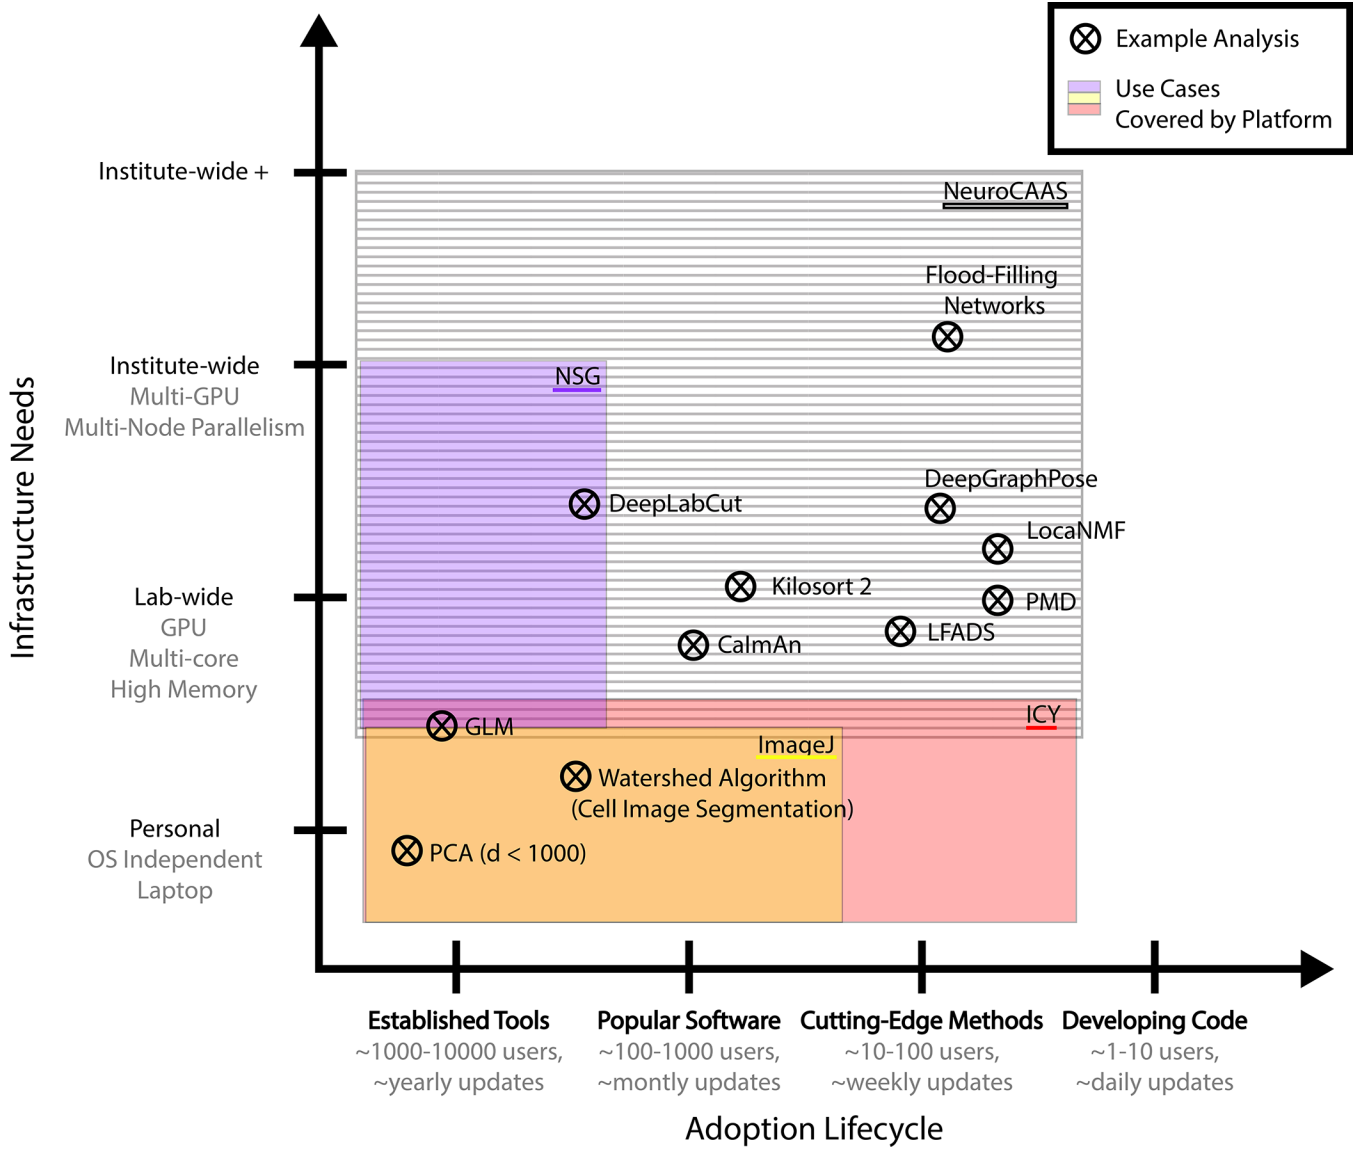 Example Analysis
Use Cases
Covered by Platform
Institute-wide +
NeuroCAAS
Flood-Filling
Networks
Institute-wide
Multi-GPU
Multi-Node Parallelism
NSG
DeepGraphPose
DeepLabCut
LocaNMF
Kilosort 2
Lab-wide
GPU
Multi-core
High Memory
PMD
LFADS
CaImAn
ICY
GLM
ImageJ
Watershed Algorithm
(Cell Image Segmentation)
Personal
OS Independent
Laptop
PCA (d < 1000)
Infrastructure Needs
Established Tools
~1000-10000 users,
~yearly updates
Popular Software
~100-1000 users,
~montly updates
Cutting-Edge Methods
~10-100 users,
~weekly updates
Developing Code
~1-10 users,
~daily updates
Adoption Lifecycle